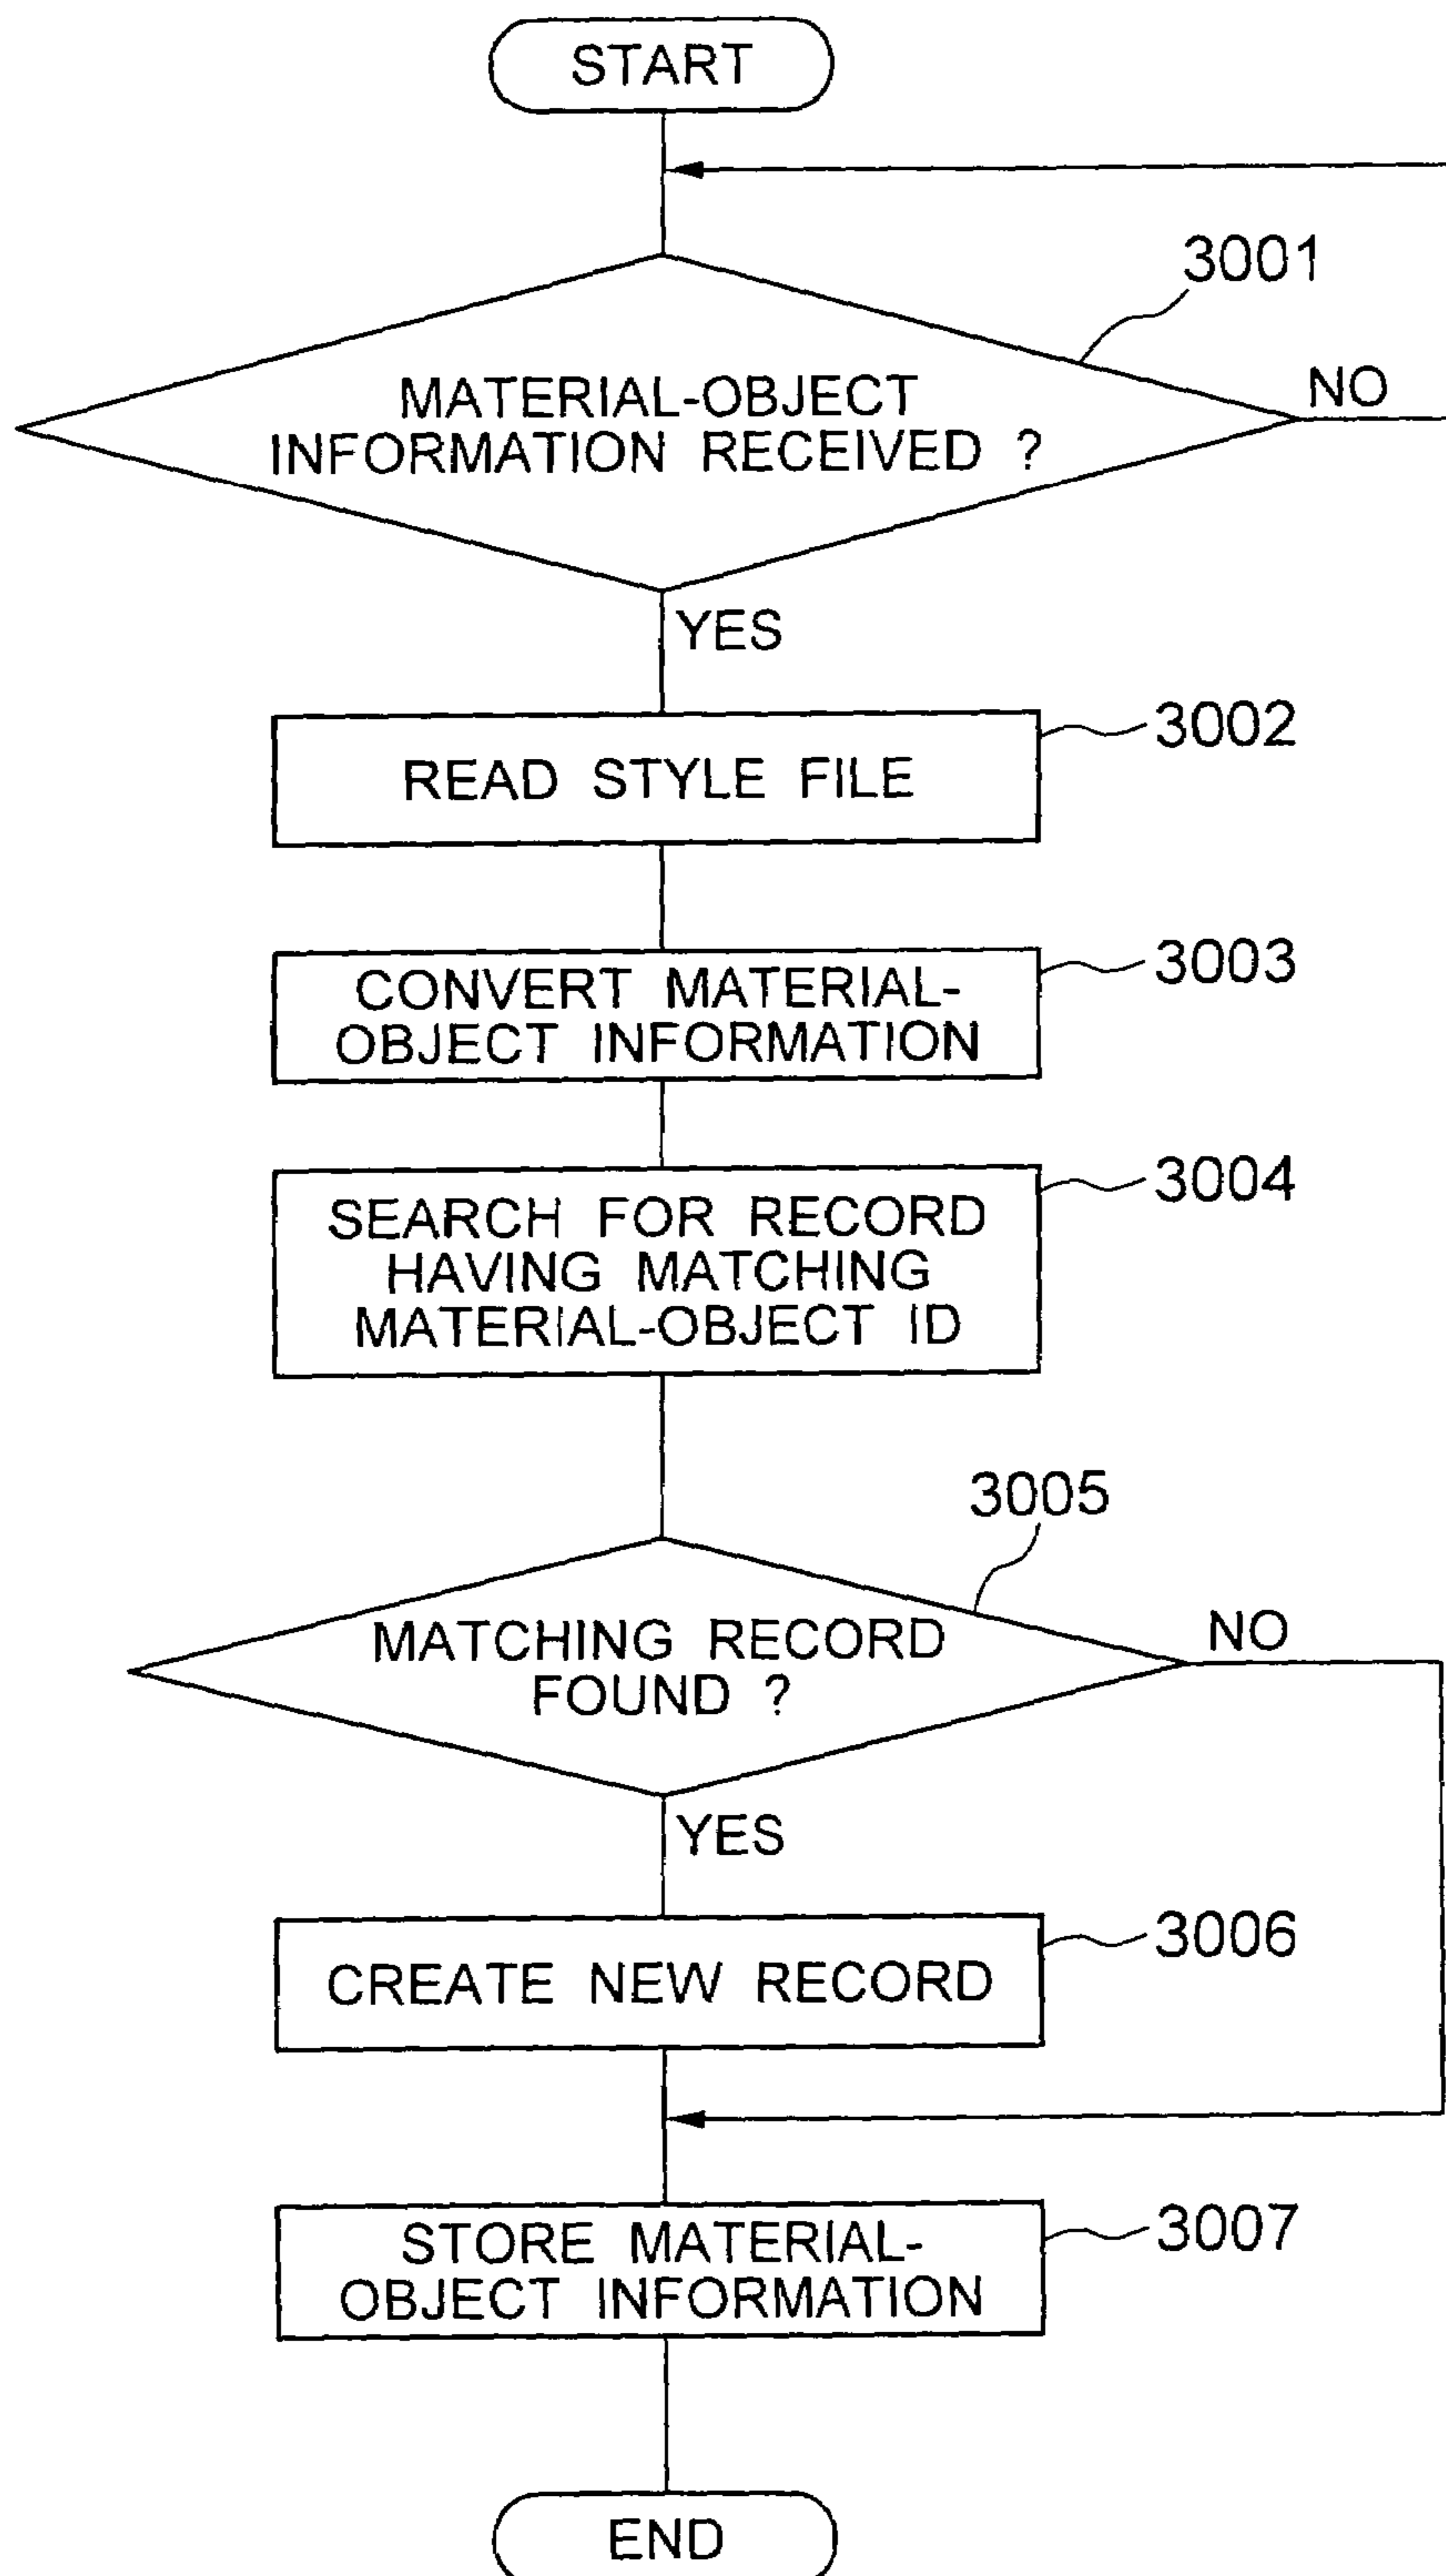 START
3001
MATERIAL-OBJECT
INFORMATION RECEIVED ?
NO
YES
3002
READ STYLE FILE
3003
CONVERT MATERIAL-
OBJECT INFORMATION
3004
SEARCH FOR RECORD
HAVING MATCHING
MATERIAL-OBJECT ID
3005
MATCHING RECORD
FOUND ?
NO
YES
3006
CREATE NEW RECORD
3007
STORE MATERIAL-
OBJECT INFORMATION
END